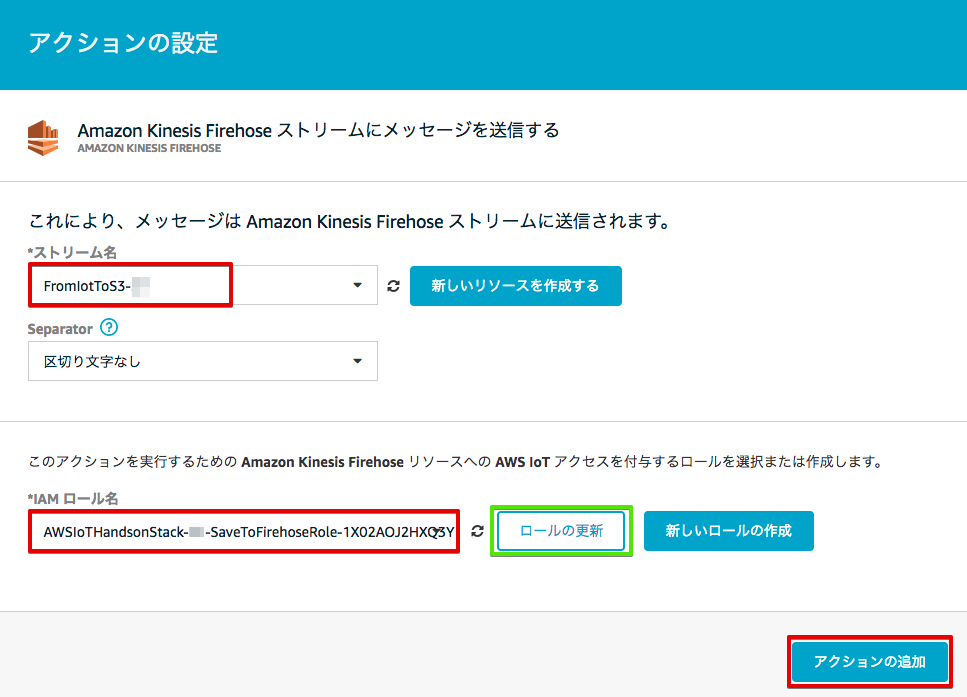 アクションの設定
Amazon Kinesis Firehose ストリームにメッセージを送信する
AMAZON KINESIS FIREHOSE
これにより、メッセージは Amazon Kinesis Firehose ストリームに送信されます。
*ストリーム名
FromIotToS3-
新しいリソースを作成する
Separator ?
区切り文字なし
このアクションを実行するための Amazon Kinesis Firehose リソースへの AWS IoT アクセスを付与するロールを選択または作成します。
*IAM ロール名
AWSIoTHandsonStack- -SaveToFirehoseRole-1X02AOJ2HXQ3Y ロールの更新 新しいロールの作成
アクションの追加